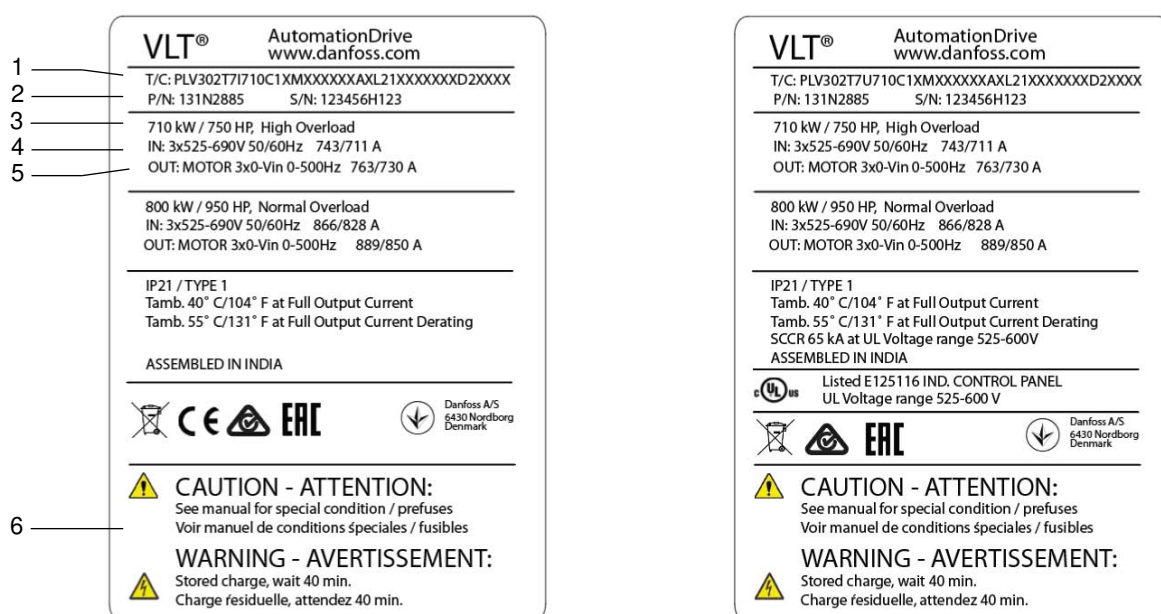 VLT® AutomationDrive
www.danfoss.com
1
T/C: PLV302T7I710C1XMXXXXXXAXL21XXXXXXXD2XXXX
2
P/N: 131N2885 S/N: 123456H123
3
710 kW / 750 HP, High Overload
4
IN: 3x525-690V 50/60Hz 743/711 A
5
OUT: MOTOR 3x0-Vin 0-500Hz 763/730 A
800 kW / 950 HP, Normal Overload
IN: 3x525-690V 50/60Hz 866/828 A
OUT: MOTOR 3x0-Vin 0-500Hz 889/850 A
IP21 / TYPE 1
Tamb. 40˚ C/104˚ F at Full Output Current
Tamb. 55˚ C/131˚ F at Full Output Current Derating
ASSEMBLED IN INDIA
CE EAC
Danfoss A/S
6430 Nordborg
Denmark
CAUTION - ATTENTION:
See manual for special condition / prefuses
6
Voir manuel de conditions śpeciales / fusibles
WARNING - AVERTISSEMENT:
Stored charge, wait 40 min.
Charge ŕesiduelle, attendez 40 min.
VLT® AutomationDrive
www.danfoss.com
T/C: PLV302T7U710C1XMXXXXXXAXL21XXXXXXXD2XXXX
P/N: 131N2885 S/N: 123456H123
710 kW / 750 HP, High Overload
IN: 3x525-690V 50/60Hz 743/711 A
OUT: MOTOR 3x0-Vin 0-500Hz 763/730 A
800 kW / 950 HP, Normal Overload
IN: 3x525-690V 50/60Hz 866/828 A
OUT: MOTOR 3x0-Vin 0-500Hz 889/850 A
IP21 / TYPE 1
Tamb. 40˚ C/104˚ F at Full Output Current
Tamb. 55˚ C/131˚ F at Full Output Current Derating
SCCR 65 kA at UL Voltage range 525-600V
ASSEMBLED IN INDIA
c UL us
Listed E125116 IND. CONTROL PANEL
UL Voltage range 525-600 V
EAC
Danfoss A/S
6430 Nordborg
Denmark
CAUTION - ATTENTION:
See manual for special condition / prefuses
Voir manuel de conditions śpeciales / fusibles
WARNING - AVERTISSEMENT:
Stored charge, wait 40 min.
Charge ŕesiduelle, attendez 40 min.